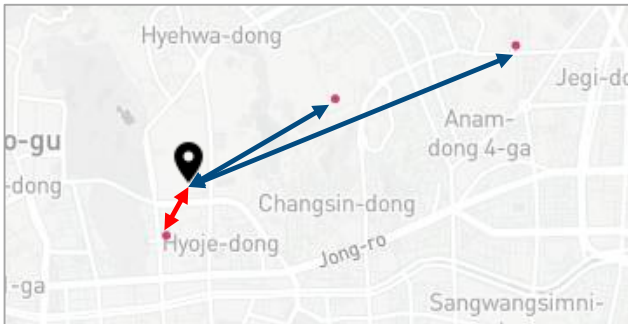 Hyehwa-dong
Jegi-do
Anam-
dong 4-ga
o-gu
-dong
Changsin-dong
Hyoje-dong
Jong-ro
-ga
Sangwangsimni-